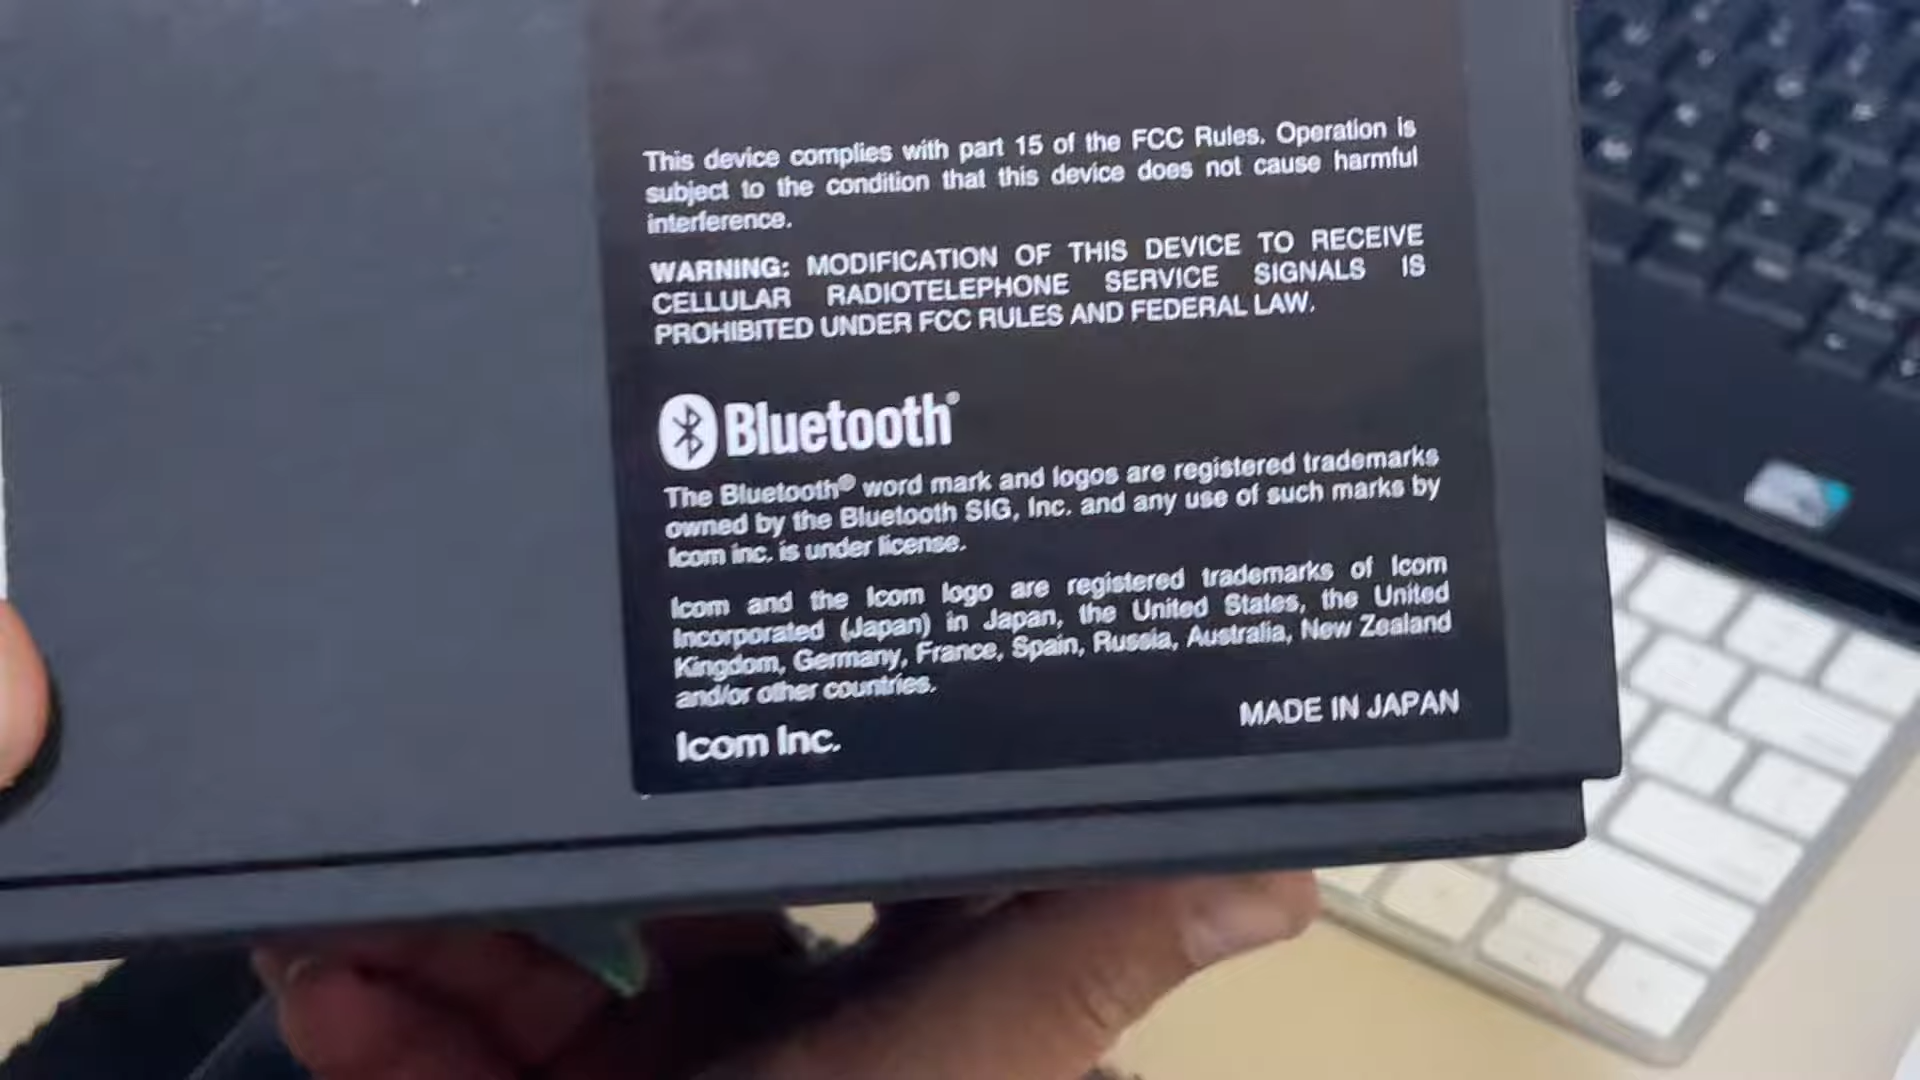 This device complies with part 15 of the FCC Rules. Operation is
subject to the condition that this device does not cause harmful
interference.
WARNING: MODIFICATION OF THIS DEVICE TO RECEIVE
CELLULAR RADIOTELEPHONE SERVICE SIGNALS IS
PROHIBITED UNDER FCC RULES AND FEDERAL LAW.
Bluetooth®
The Bluetooth® word mark and logos are registered trademarks
owned by the Bluetooth SIG, Inc. and any use of such marks by
Icom inc. is under license.
Icom and the Icom logo are registered trademarks of Icom
Incorporated (Japan) in Japan, the United States, the United
Kingdom, Germany, France, Spain, Russia, Australia, New Zealand
and/or other countries.
MADE IN JAPAN
Icom Inc.